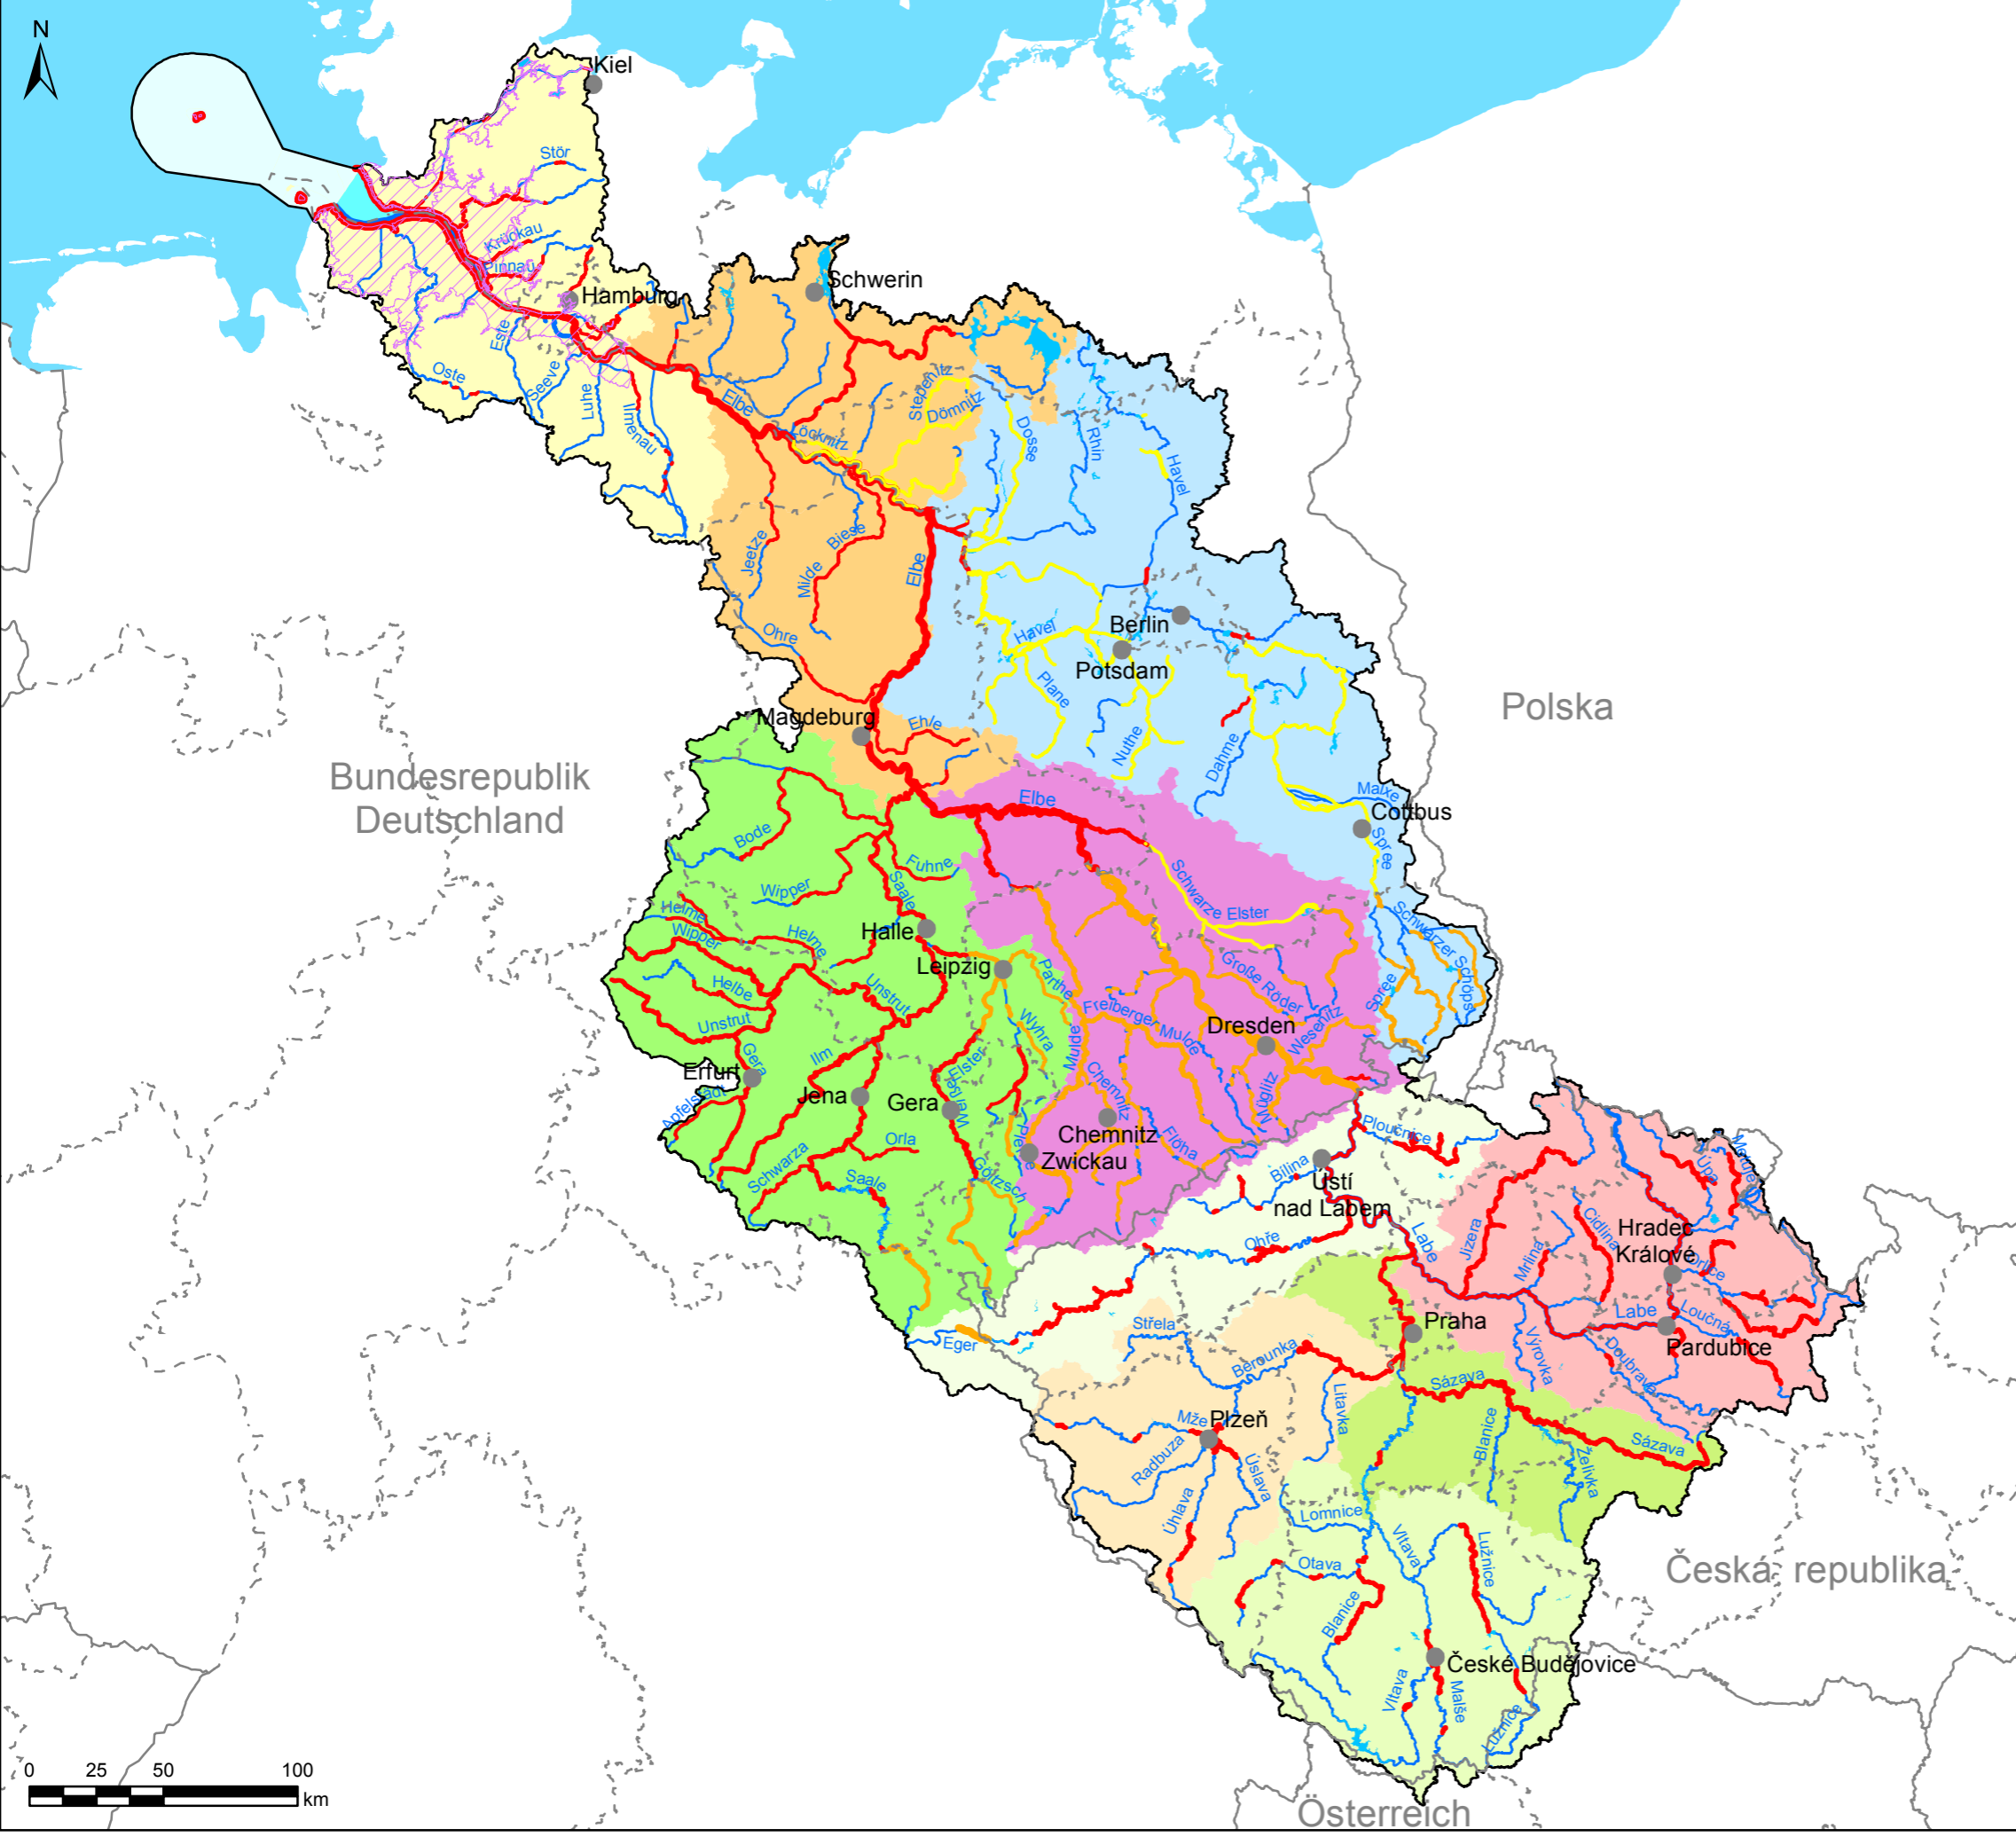 N
Kiel
Stör
Krückau
Pinnau
Hamburg
Schwerin
Este
Oste
Seeve
Luhe
Ilmenau
Elbe
Stepenitz
Dömnitz
Löcknitz
Dosse
Rhin
Havel
Jeetze
Biese
Milde
Elbe
Ohre
Berlin
Havel
Potsdam
Plane
Nuthe
Dahme
Polska
Magdeburg
Ehle
Bundesrepublik
Deutschland
Elbe
Malxe
Cottbus
Spree
Bode
Fuhne
Wipper
Saale
Schwarze Elster
Helme
Wipper
Helme
Halle
Schwarzer Schöps
Leipzig
Parthe
Große Röder
Spree
Helbe
Unstrut
Unstrut
Freiberger
Mulde
Dresden
Wesenitz
Wyhra
Mulde
Gera
Ilm
Erfurt
Elster
Weiße
Chemnitz
Müglitz
Apfelstädt
Jena
Gera
Ploučnice
Orla
Pleiße
Chemnitz
Zwickau
Flöha
Bílina
Ústí
nad Labem
Schwarza
Saale
Göltzsch
Úpa
Metuje
Ohře
Labe
Jizera
Cidlina
Mrlina
Hradec
Králové
Orlice
Labe
Loučná
Praha
Pardubice
Eger
Střela
Berounka
Výrovka
Doubrava
Sázava
Litavka
Mže
Plzeň
Radbuza
Úslava
Úhlava
Blanice
Želivka
Sázava
Lomnice
Vltava
Lužnice
Otava
Blanice
Česká republika
České Budějovice
Vltava
Malše
Lužnice
0 25 50 100
km
Österreich